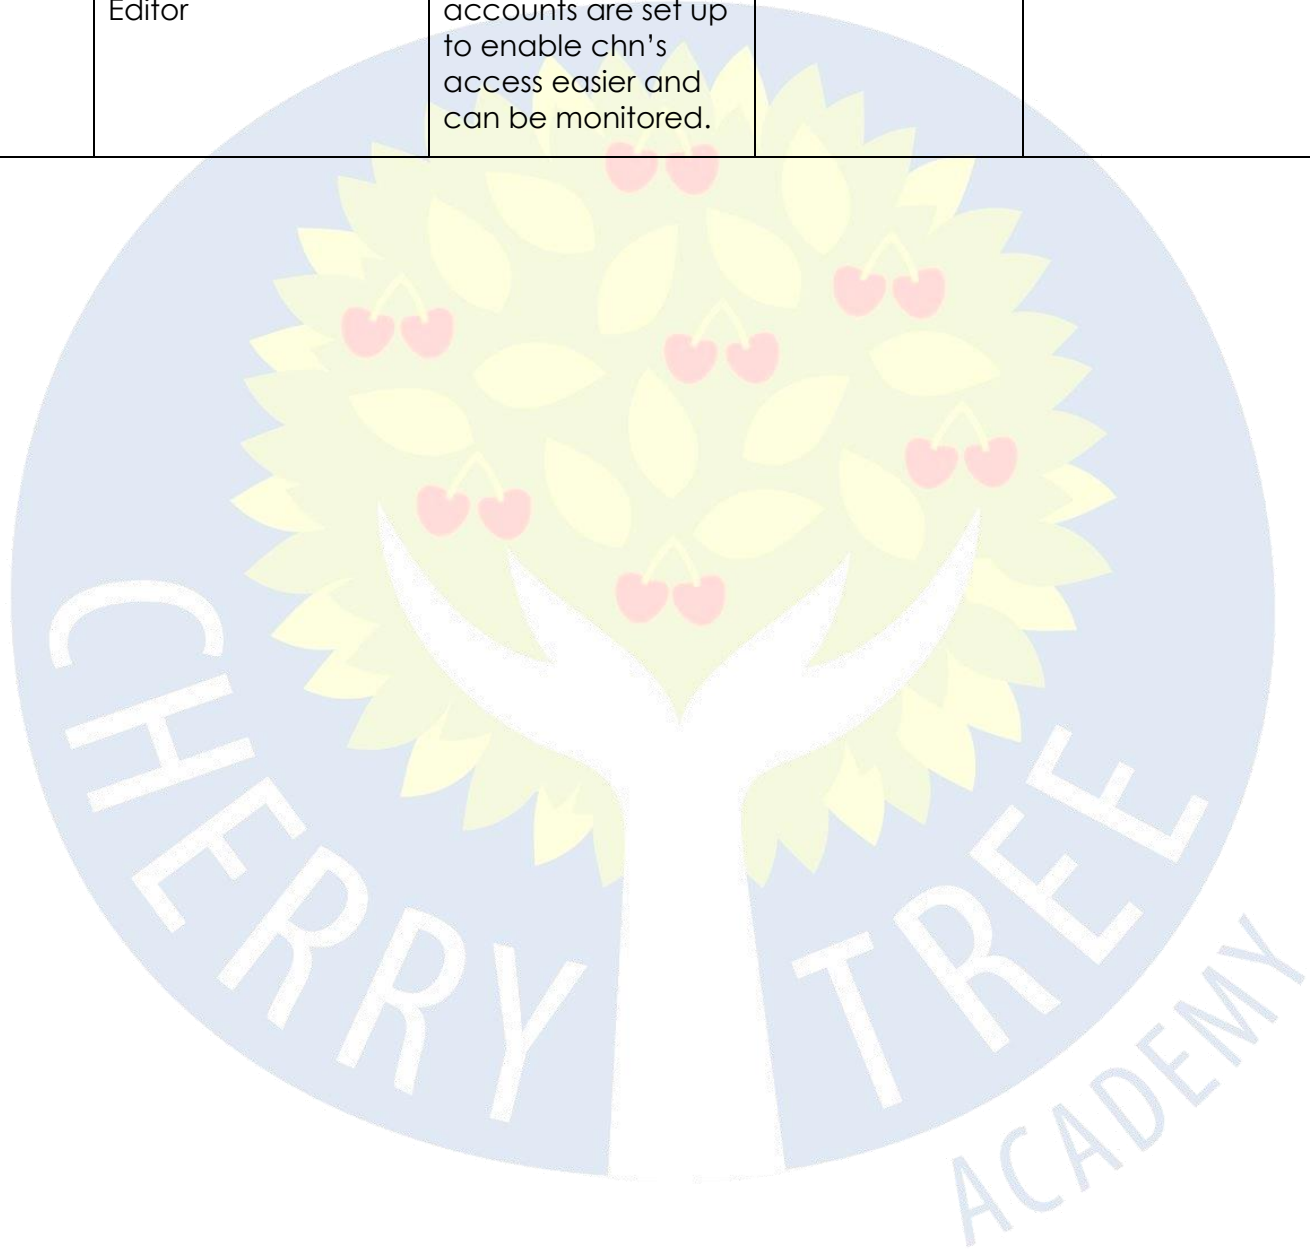 Editor
accounts are set up
to enable chn’s
access easier and
can be monitored.
CHERRY TREE
ACADEMY